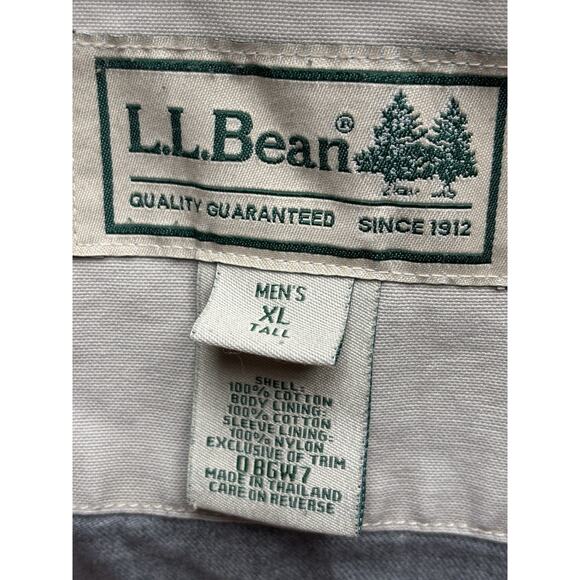 L.L.Bean®
QUALITY GUARANTEED SINCE 1912
MEN'S
XL
TALL
SHELL:
100% COTTON
BODY LINING:
100% COTTON
SLEEVE LINING:
100% NYLON
EXCLUSIVE OF TRIM
0BGW7
MADE IN THAILAND
CARE ON REVERSE